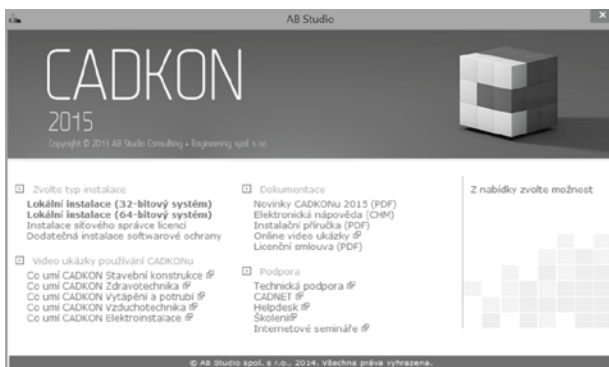 AB Studio
CADKON
2015
Copyright © 2013 AB Studio Consulting + Engineering spol. s r.o.
Zvolte typ instalace
Lokální instalace (32-bitový systém)
Lokální instalace (64-bitový systém)
Instalace síťového správce licencí
Dodatečná instalace softwarové ochrany
Video ukázky používání CADKONu
Co umí CADKON Stavební konstrukce
Co umí CADKON Zdravotechnika
Co umí CADKON Vytápění a potrubí
Co umí CADKON Vzduchotechnika
Co umí CADKON Elektroinstalace
Dokumentace
Novinky CADKONu 2015 (PDF)
Elektronická nápověda (CHM)
Instalační příručka (PDF)
Online video ukázky
Licenční smlouva (PDF)
Podpora
Technická podpora
CADNET
Helpdesk
Školení
Internetové semináře
Z nabídky zvolte možnost
© AB Studio spol. s r.o., 2014. Všechna práva vyhrazena.